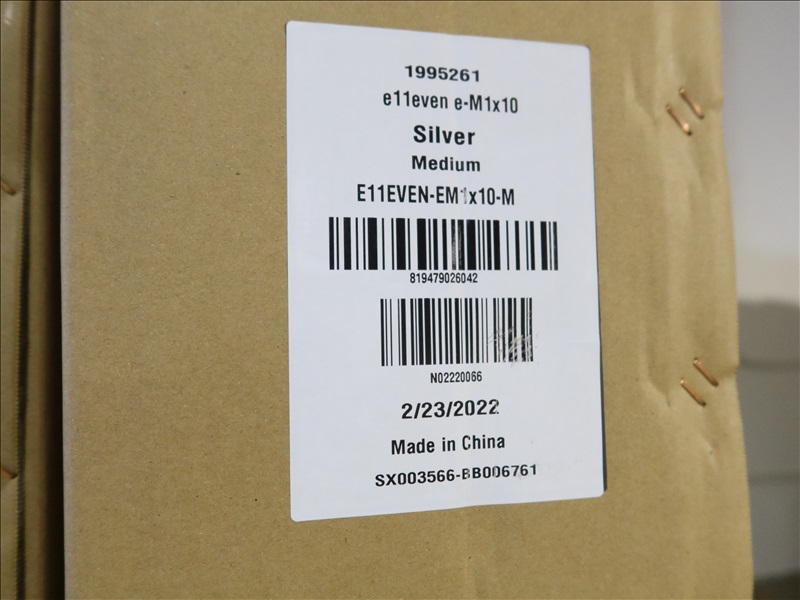 1995261
e11even e-M1x10
Silver
Medium
E11EVEN-EM1x10-M
819479026042
N02220066
2/23/2022
Made in China
SX003566-BB006761